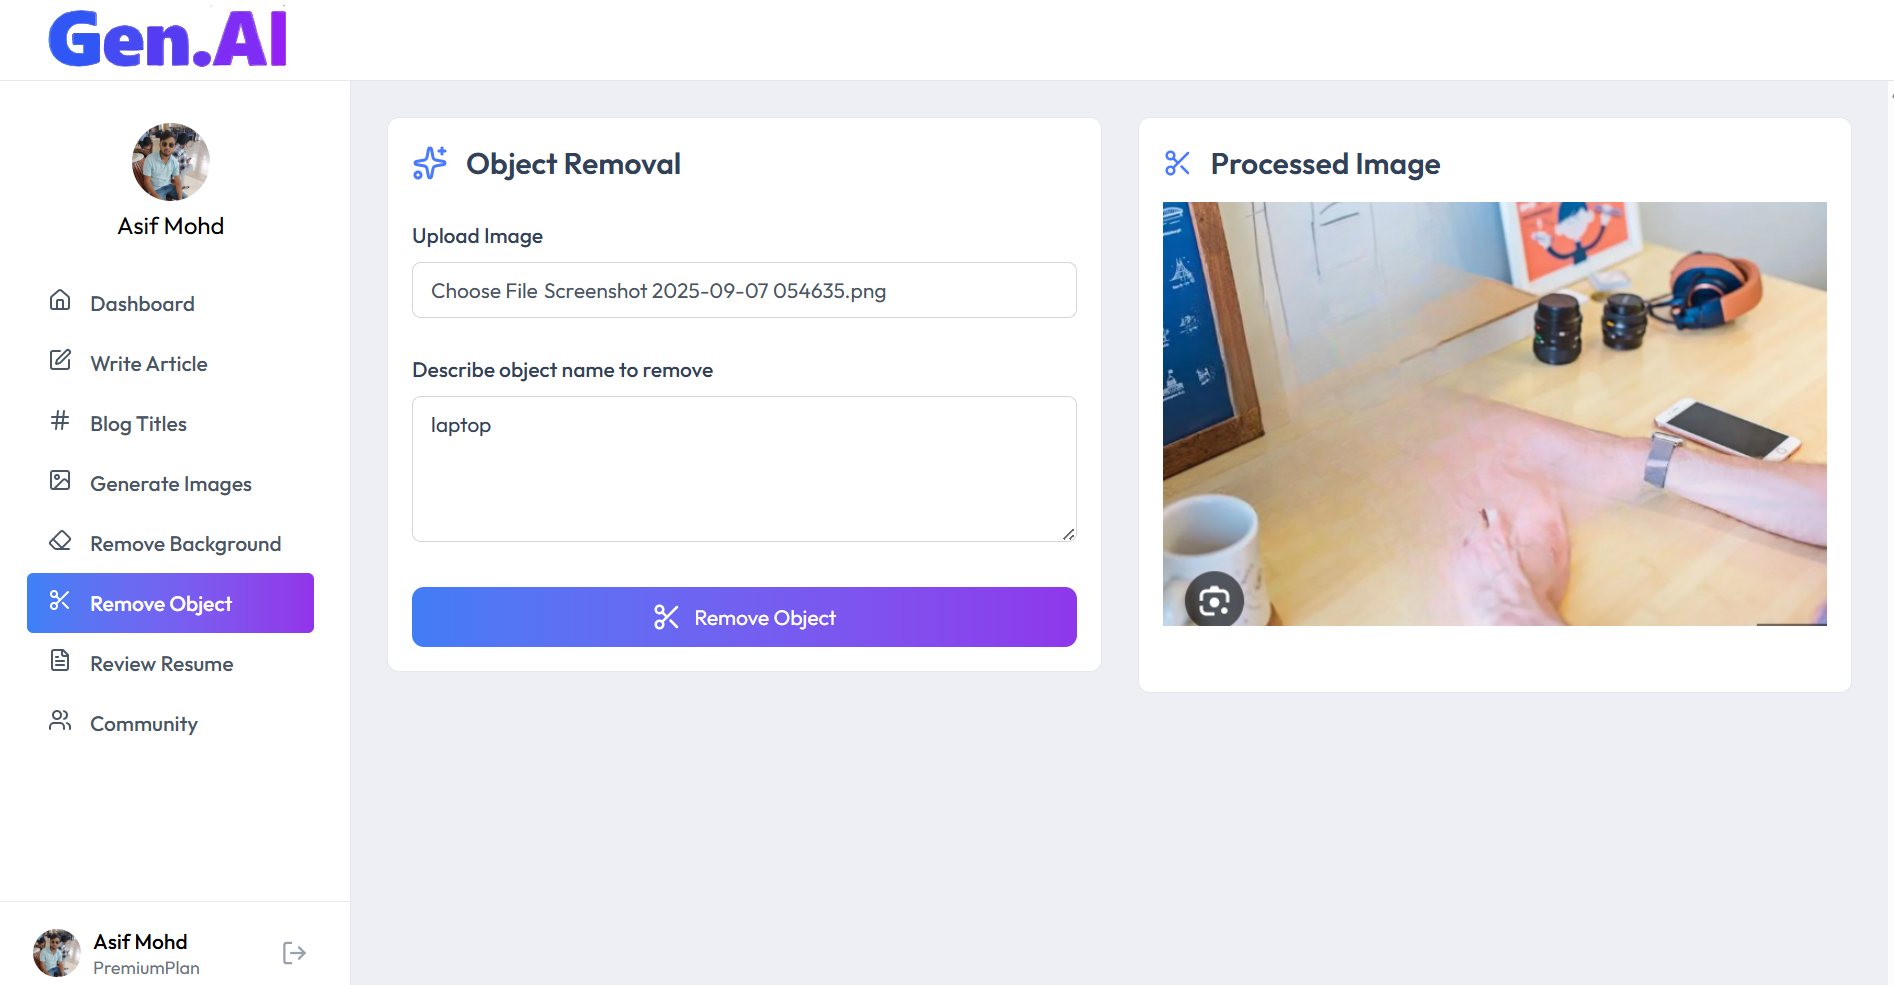 Gen.AI
Asif Mohd
Dashboard
Write Article
Blog Titles
Generate Images
Remove Background
Remove Object
Review Resume
Community
Asif Mohd
PremiumPlan
Object Removal
Upload Image
Choose File Screenshot 2025-09-07 054635.png
Describe object name to remove
laptop
Remove Object
Processed Image